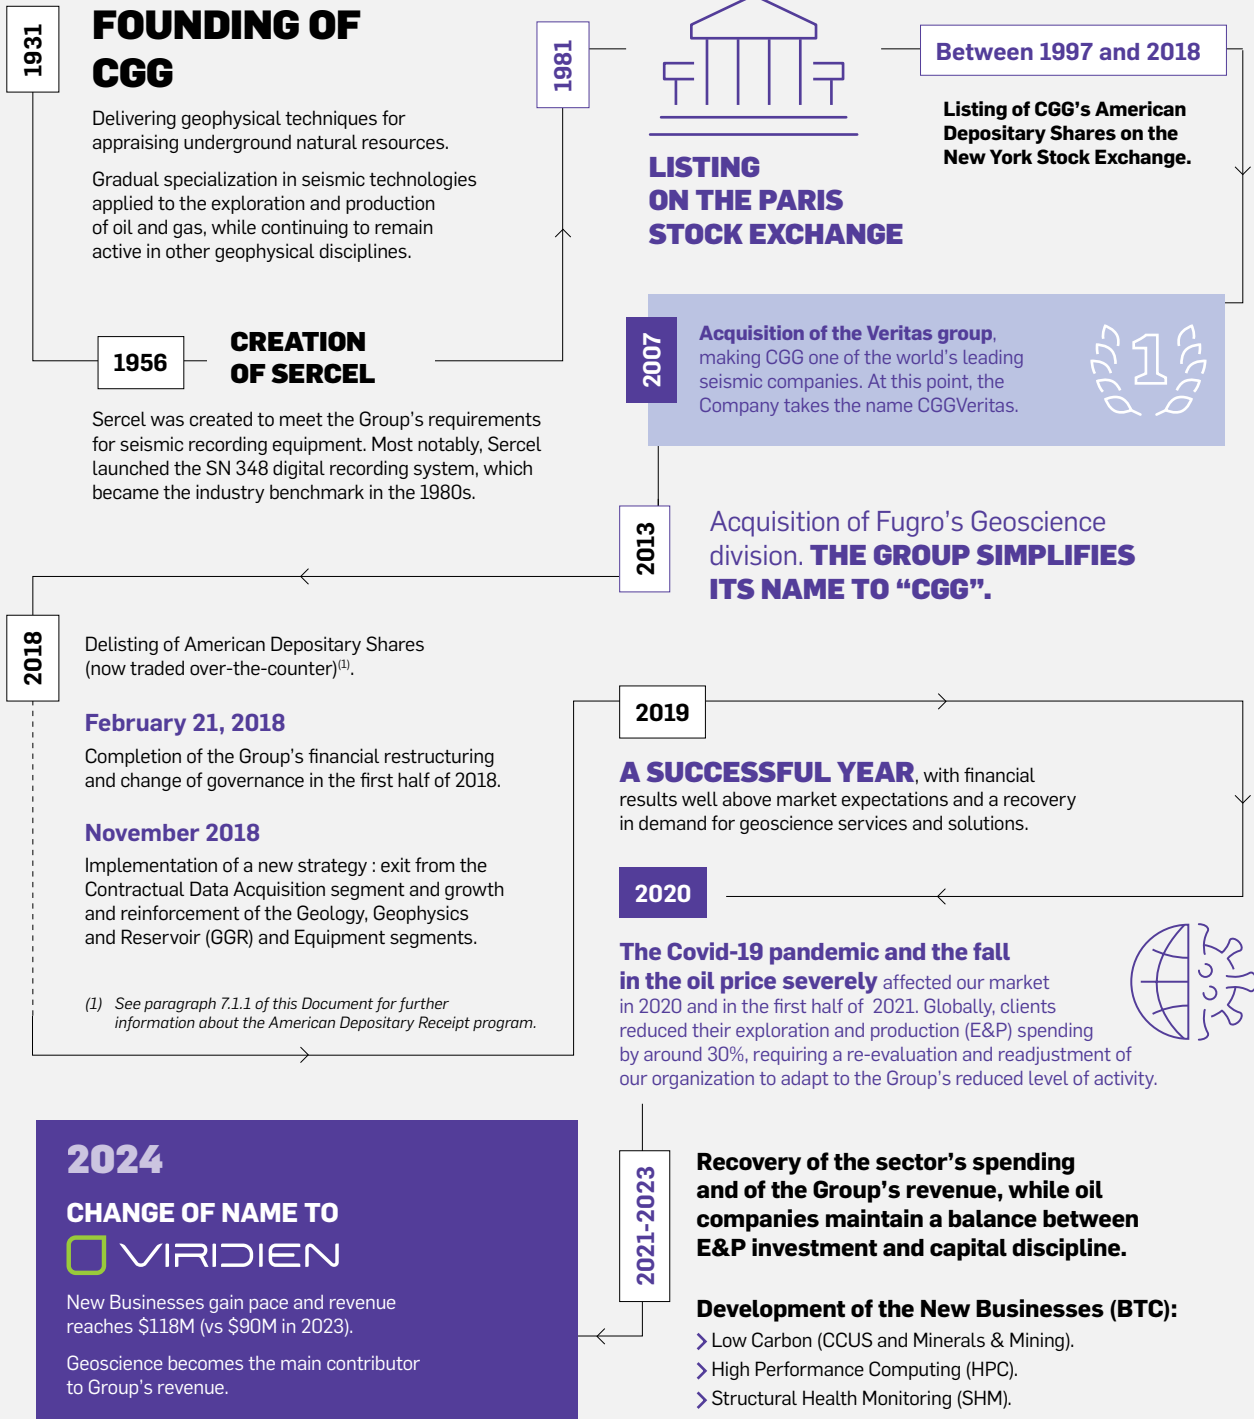 1931
FOUNDING OF
CGG
Delivering geophysical techniques for
appraising underground natural resources.
Gradual specialization in seismic technologies
applied to the exploration and production
of oil and gas, while continuing to remain
active in other geophysical disciplines.
1956
CREATION
OF SERCEL
Sercel was created to meet the Group's requirements
for seismic recording equipment. Most notably, Sercel
launched the SN 348 digital recording system, which
became the industry benchmark in the 1980s.
1981
LISTING
ON THE PARIS
STOCK EXCHANGE
Between 1997 and 2018
Listing of CGG's American
Depositary Shares on the
New York Stock Exchange.
2007
Acquisition of the Veritas group,
making CGG one of the world's leading
seismic companies. At this point, the
Company takes the name CGGVeritas.
1
2013
Acquisition of Fugro's Geoscience
division. THE GROUP SIMPLIFIES
ITS NAME TO “CGG”.
2018
Delisting of American Depositary Shares
(now traded over-the-counter)(1).
February 21, 2018
Completion of the Group's financial restructuring
and change of governance in the first half of 2018.
November 2018
Implementation of a new strategy : exit from the
Contractual Data Acquisition segment and growth
and reinforcement of the Geology, Geophysics
and Reservoir (GGR) and Equipment segments.
(1) See paragraph 7.1.1 of this Document for further
information about the American Depositary Receipt program.
2019
A SUCCESSFUL YEAR, with financial
results well above market expectations and a recovery
in demand for geoscience services and solutions.
2020
The Covid-19 pandemic and the fall
in the oil price severely affected our market
in 2020 and in the first half of 2021. Globally, clients
reduced their exploration and production (E&P) spending
by around 30%, requiring a re-evaluation and readjustment of
our organization to adapt to the Group's reduced level of activity.
2021-2023
Recovery of the sector's spending
and of the Group's revenue, while oil
companies maintain a balance between
E&P investment and capital discipline.
Development of the New Businesses (BTC):
Low Carbon (CCUS and Minerals & Mining).
High Performance Computing (HPC).
Structural Health Monitoring (SHM).
2024
CHANGE OF NAME TO
VIRIDIEN
New Businesses gain pace and revenue
reaches $118M (vs $90M in 2023).
Geoscience becomes the main contributor
to Group's revenue.